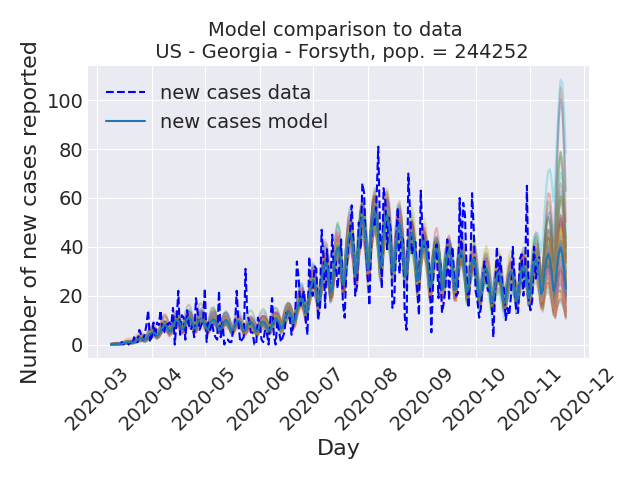 Model comparison to data
US - Georgia - Forsyth, pop. = 244252
Number of new cases reported
100
80
60
40
20
0
new cases data
new cases model
2020-03
2020-04
2020-05
2020-06
2020-07
2020-08
2020-09
2020-10
2020-11
2020-12
Day